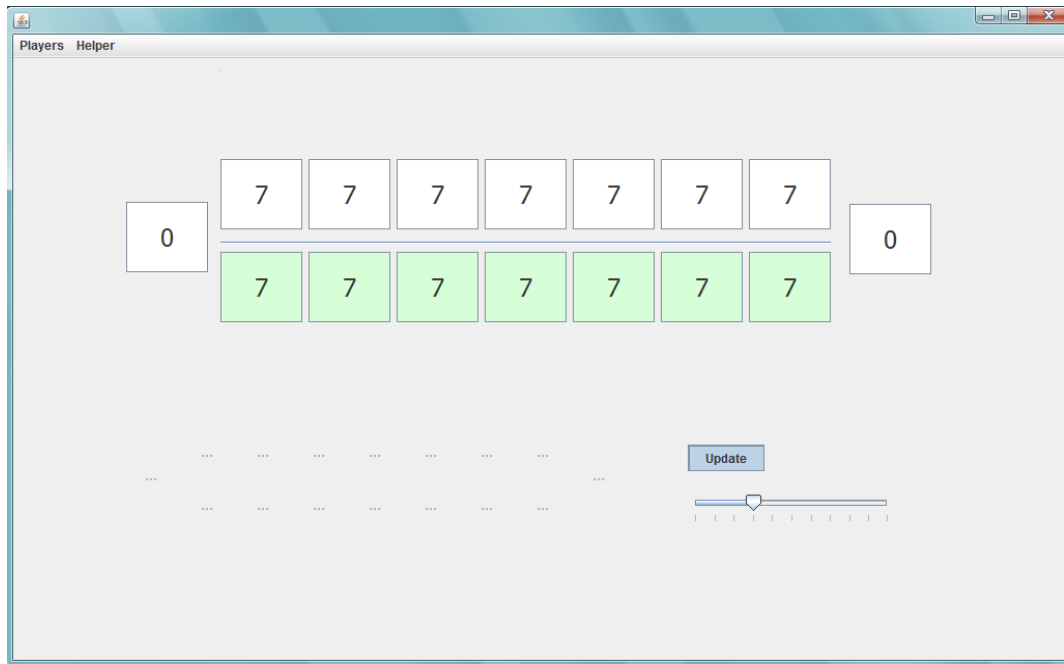 Players Helper
7 7 7 7 7 7 7
0 0
7 7 7 7 7 7 7
... ... ... ... ... ... ...
Update
... ...
... ... ... ... ... ... ...